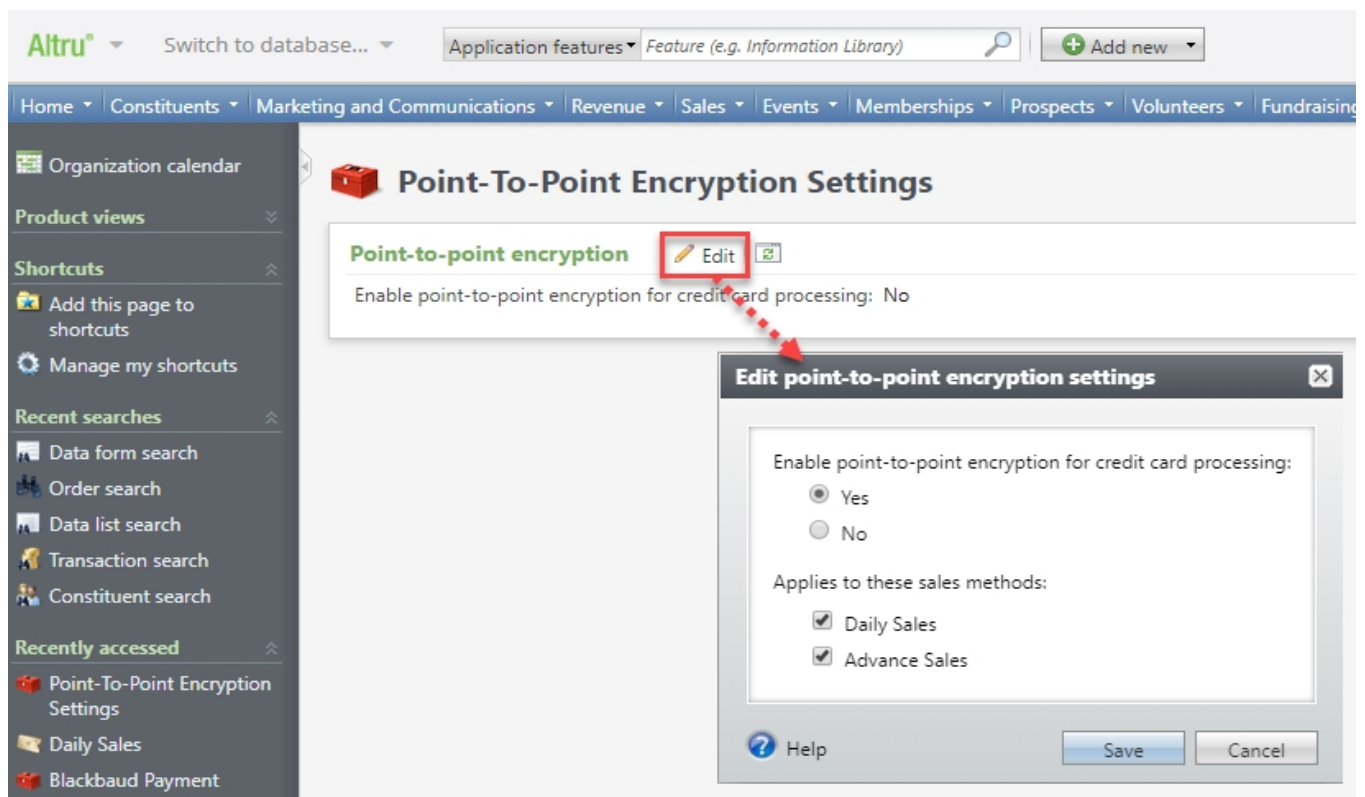 Altru®
Switch to database...
Application features
Feature (e.g. Information Library)
Add new
Home
Constituents
Marketing and Communications
Revenue
Sales
Events
Memberships
Prospects
Volunteers
Fundraising
Organization calendar
Product views
Shortcuts
Add this page to
shortcuts
Manage my shortcuts
Recent searches
Data form search
Order search
Data list search
Transaction search
Constituent search
Recently accessed
Point-To-Point Encryption
Settings
Daily Sales
Blackbaud Payment
Point-To-Point Encryption Settings
Point-to-point encryption
Edit
Enable point-to-point encryption for credit card processing: No
Edit point-to-point encryption settings
Enable point-to-point encryption for credit card processing:
Yes
No
Applies to these sales methods:
Daily Sales
Advance Sales
Help
Save
Cancel